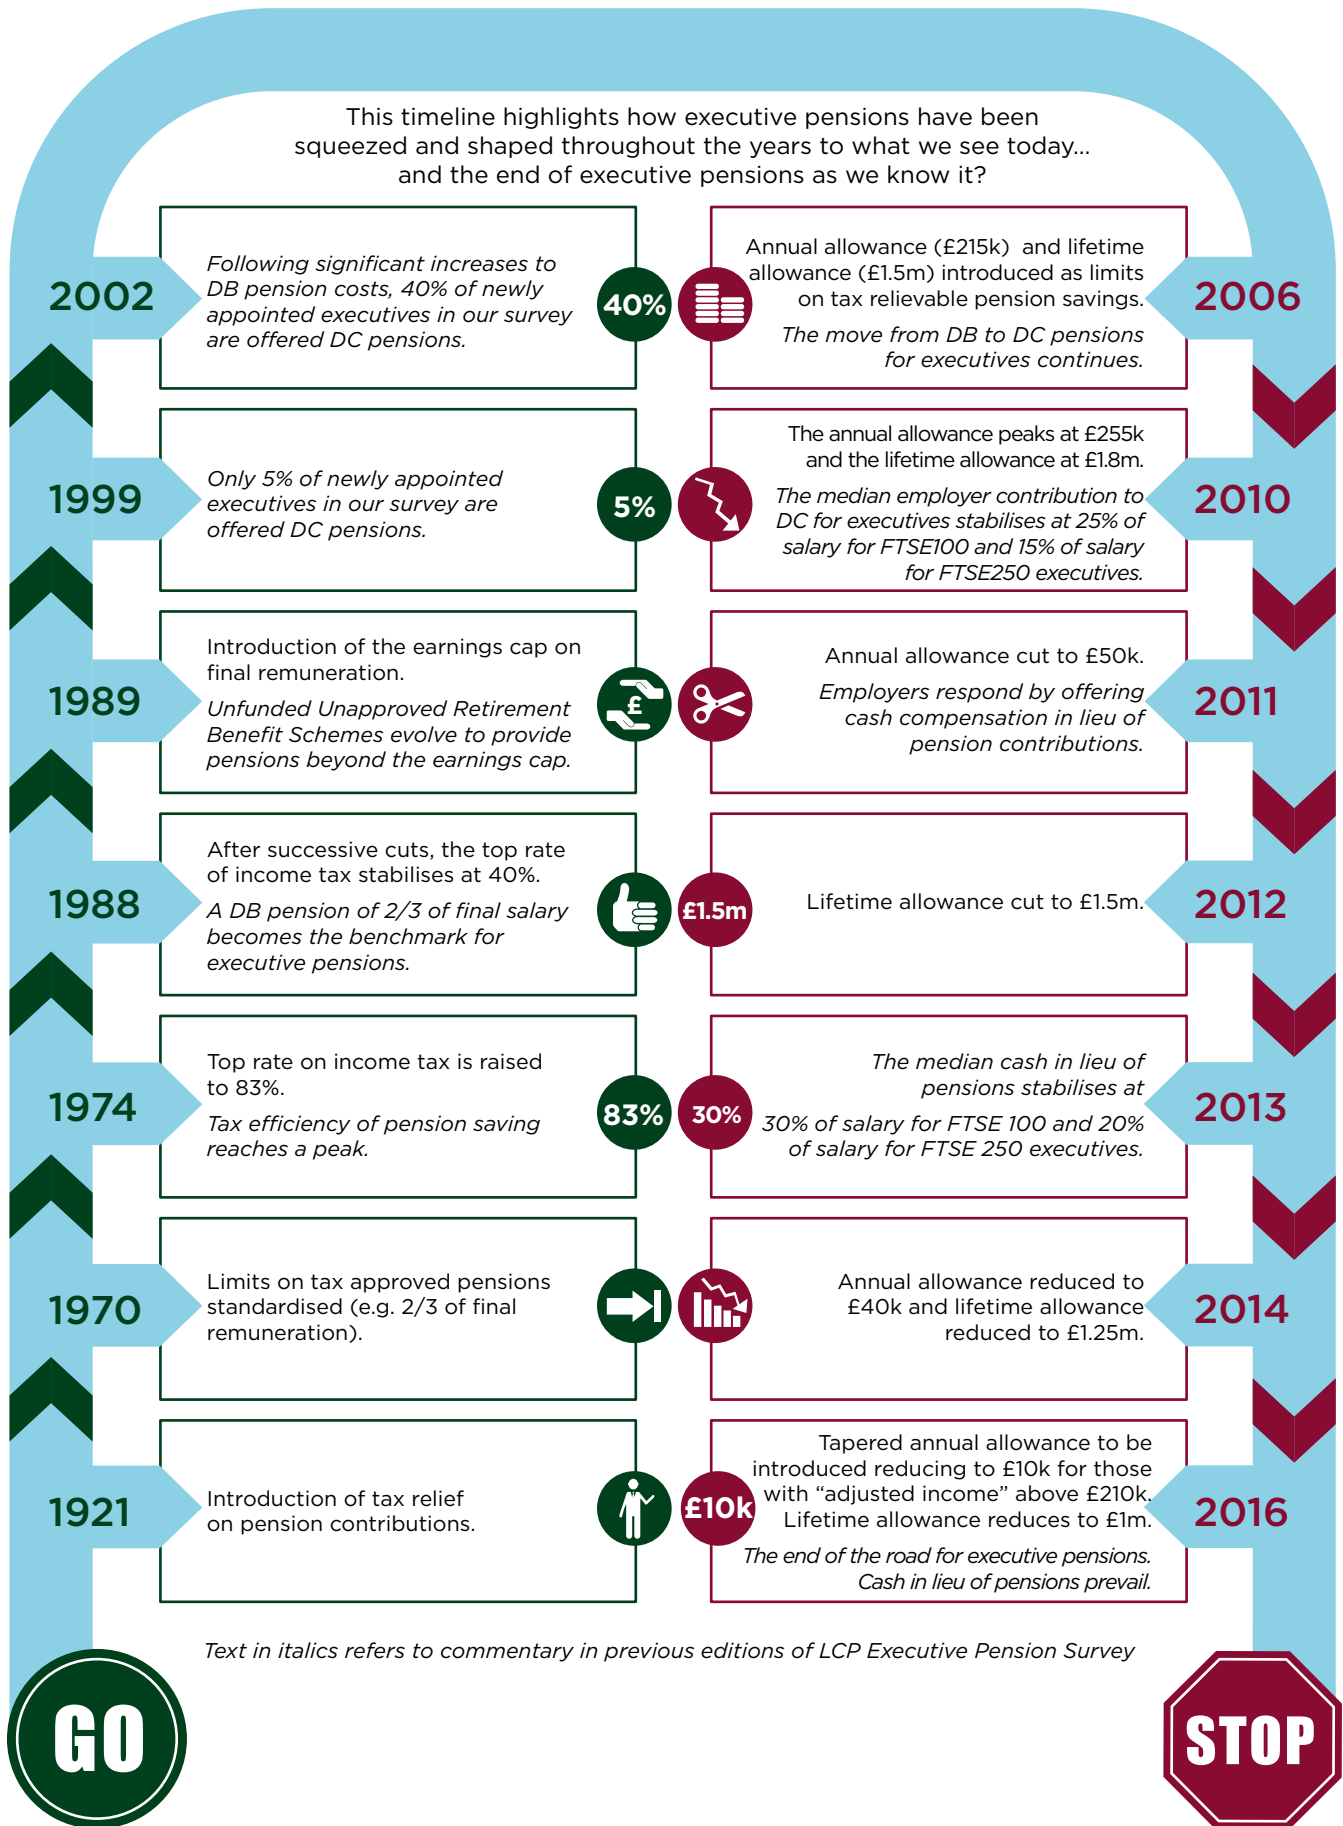 This timeline highlights how executive pensions have been
squeezed and shaped throughout the years to what we see today...
and the end of executive pensions as we know it?
2002
Following significant increases to
DB pension costs, 40% of newly
appointed executives in our survey
are offered DC pensions.
40%
Annual allowance (£215k) and lifetime
allowance (£1.5m) introduced as limits
on tax relievable pension savings.
The move from DB to DC pensions
for executives continues.
2006
1999
Only 5% of newly appointed
executives in our survey are
offered DC pensions.
5%
The annual allowance peaks at £255k
and the lifetime allowance at £1.8m.
The median employer contribution to
DC for executives stabilises at 25% of
salary for FTSE100 and 15% of salary
for FTSE250 executives.
2010
1989
Introduction of the earnings cap on
final remuneration.
Unfunded Unapproved Retirement
Benefit Schemes evolve to provide
pensions beyond the earnings cap.
£
Annual allowance cut to £50k.
Employers respond by offering
cash compensation in lieu of
pension contributions.
2011
1988
After successive cuts, the top rate
of income tax stabilises at 40%.
A DB pension of 2/3 of final salary
becomes the benchmark for
executive pensions.
£1.5m
Lifetime allowance cut to £1.5m.
2012
1974
Top rate on income tax is raised
to 83%.
Tax efficiency of pension saving
reaches a peak.
83%
30%
The median cash in lieu of
pensions stabilises at
30% of salary for FTSE 100 and 20%
of salary for FTSE 250 executives.
2013
1970
Limits on tax approved pensions
standardised (e.g. 2/3 of final
remuneration).
Annual allowance reduced to
£40k and lifetime allowance
reduced to £1.25m.
2014
1921
Introduction of tax relief
on pension contributions.
£10k
Tapered annual allowance to be
introduced reducing to £10k for those
with “adjusted income” above £210k.
Lifetime allowance reduces to £1m.
The end of the road for executive pensions.
Cash in lieu of pensions prevail.
2016
Text in italics refers to commentary in previous editions of LCP Executive Pension Survey
GO
STOP